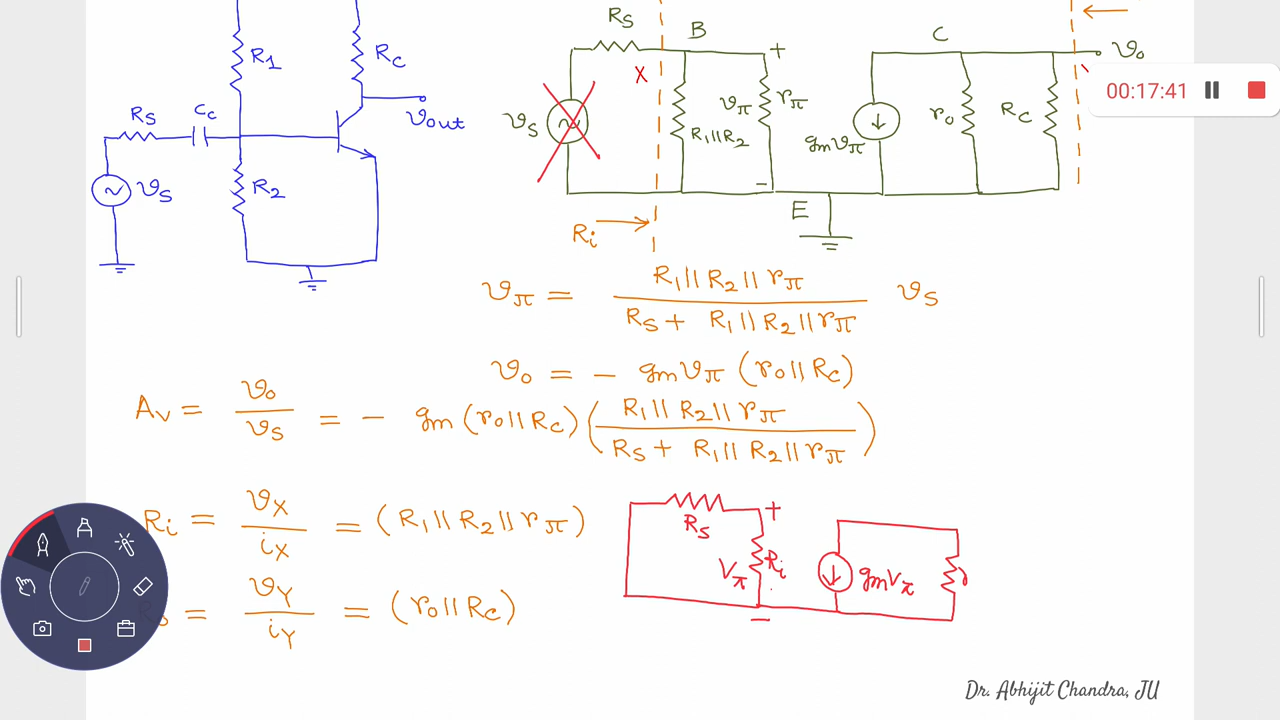 R1
Rc
Rs
Cc
Vout
Vs
R2
Rs
B
+
C
Vo
X
Vs
Vπ
rπ
R1||R2
gmVπ
ro
Rc
−
E
Ri
00:17:41
Vπ = R1||R2||rπ / Rs + R1||R2||rπ Vs
Vo = − gmVπ (ro||Rc)
Av = Vo / Vs = − gm (ro||Rc) ( R1||R2||rπ / Rs + R1||R2||rπ )
Ri = Vx / ix = (R1||R2||rπ)
= VY / iY = (ro||Rc)
Rs
+
Vπ
Ri
−
gmVπ
Dr. Abhijit Chandra, JU